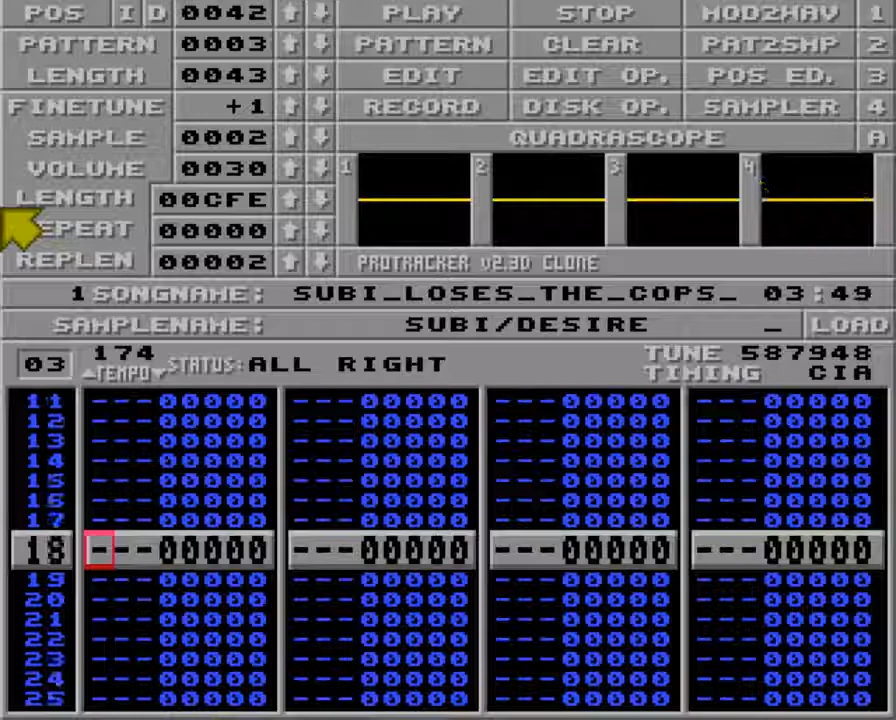 POS I D 0042 PLAY STOP MOD2WAV 1
PATTERN 0003 PATTERN CLEAR PAT2SMP 2
LENGTH 0043 EDIT EDIT OP. POS ED. 3
FINETUNE +1 RECORD DISK OP. SAMPLER 4
SAMPLE 0002 QUADRASCOPE A
VOLUME 0030 1 2 3 4
LENGTH 00CFE
EPEAT 00000
REPLEN 00002 PROTRACKER V2.3D CLONE
1 SONGNAME: SUBI_LOSES_THE_COPS_ 03:49
SAMPLENAME: SUBI/DESIRE _ LOAD
03 174 TEMPO STATUS: ALL RIGHT TUNE 587948
TIMING CIA
11 ---00000 ---00000 ---00000 ---00000
12 ---00000 ---00000 ---00000 ---00000
13 ---00000 ---00000 ---00000 ---00000
14 ---00000 ---00000 ---00000 ---00000
15 ---00000 ---00000 ---00000 ---00000
16 ---00000 ---00000 ---00000 ---00000
17 ---00000 ---00000 ---00000 ---00000
18 ---00000 ---00000 ---00000 ---00000
19 ---00000 ---00000 ---00000 ---00000
20 ---00000 ---00000 ---00000 ---00000
21 ---00000 ---00000 ---00000 ---00000
22 ---00000 ---00000 ---00000 ---00000
23 ---00000 ---00000 ---00000 ---00000
24 ---00000 ---00000 ---00000 ---00000
25 ---00000 ---00000 ---00000 ---00000